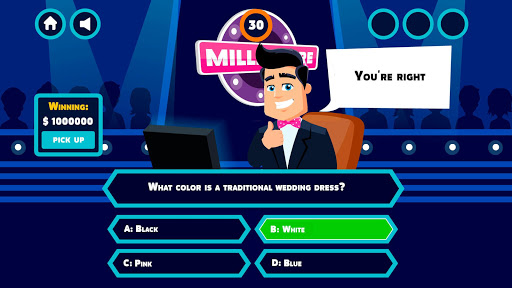 30
MILL
RE
You're right
Winning:
$ 1000000
PICK UP
What color is a traditional wedding dress?
A: Black
B: White
C: Pink
D: Blue